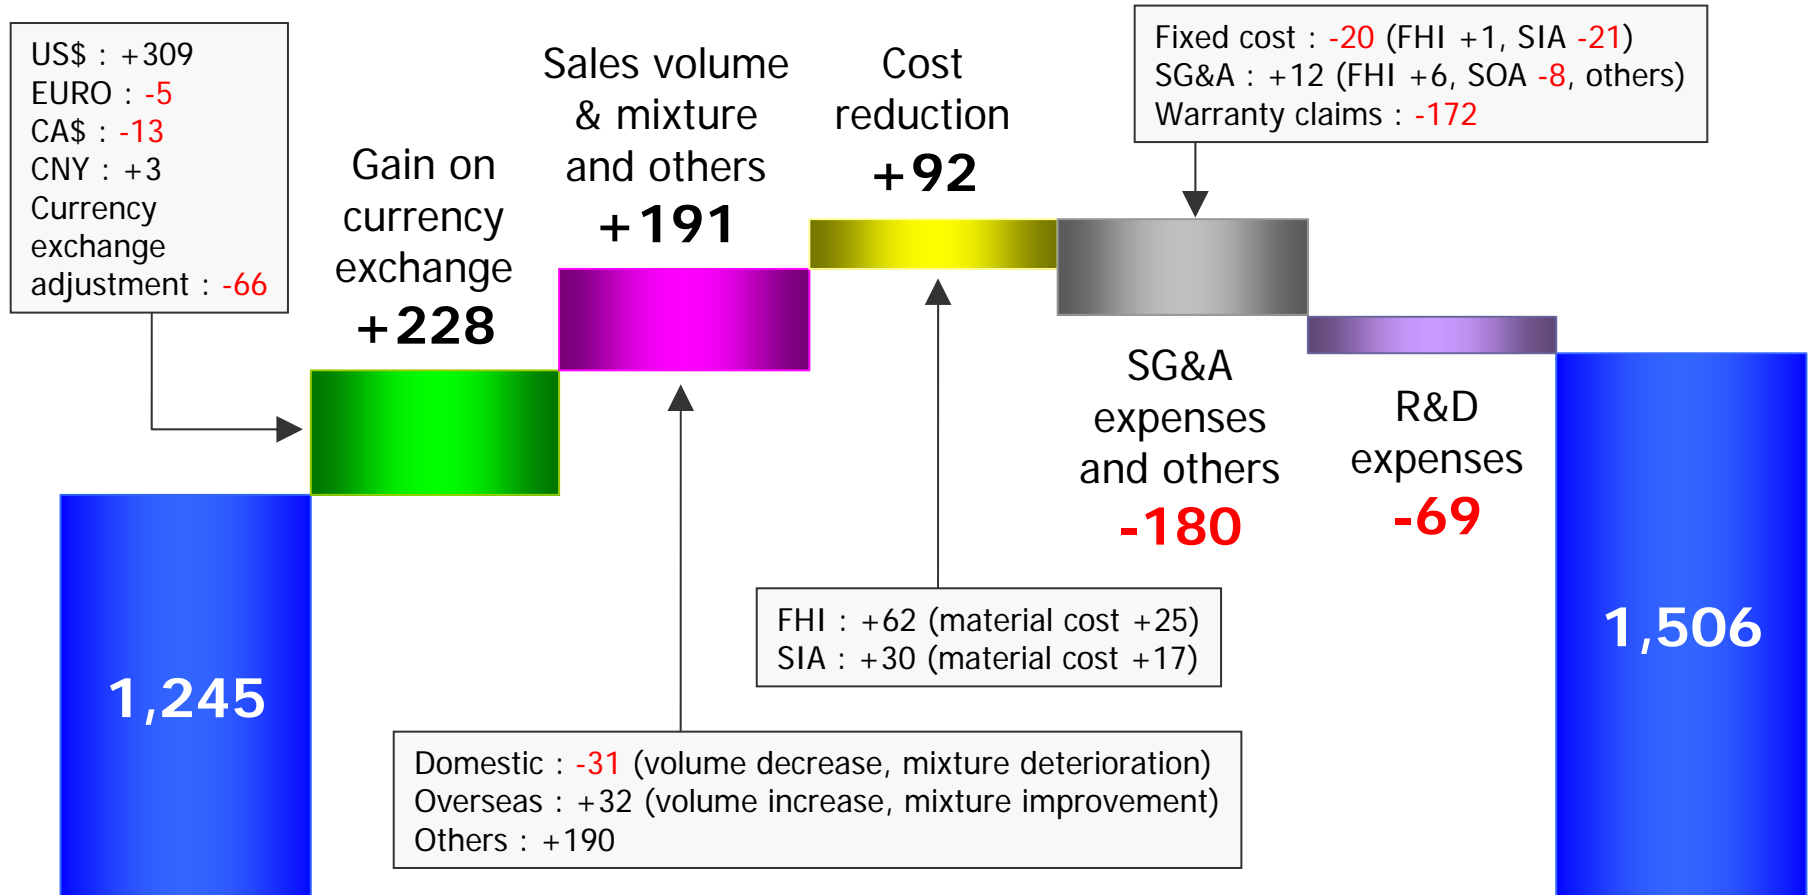 US$ : +309
EURO : -5
CA$ : -13
CNY : +3
Currency
exchange
adjustment : -66
Gain on
currency
exchange
+228
Sales volume
& mixture
and others
+191
Cost
reduction
+92
Fixed cost : -20 (FHI +1, SIA -21)
SG&A : +12 (FHI +6, SOA -8, others)
Warranty claims : -172
SG&A
expenses
and others
-180
R&D
expenses
-69
FHI : +62 (material cost +25)
SIA : +30 (material cost +17)
1,245
1,506
Domestic : -31 (volume decrease, mixture deterioration)
Overseas : +32 (volume increase, mixture improvement)
Others : +190